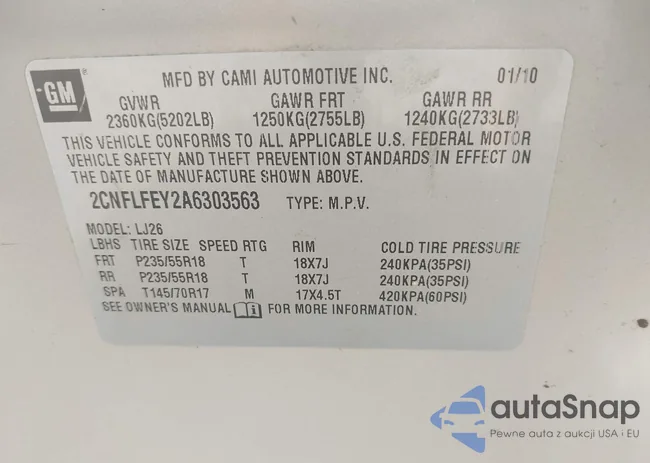 GM
MFD BY CAMI AUTOMOTIVE INC. 01/10
GVWR GAWR FRT GAWR RR
2360KG(5202LB) 1250KG(2755LB) 1240KG(2733LB)
THIS VEHICLE CONFORMS TO ALL APPLICABLE U.S. FEDERAL MOTOR
VEHICLE SAFETY AND THEFT PREVENTION STANDARDS IN EFFECT ON
THE DATE OF MANUFACTURE SHOWN ABOVE.
2CNFLFEY2A6303563 TYPE: M.P.V.
MODEL: LJ26
LBHS TIRE SIZE SPEED RTG RIM COLD TIRE PRESSURE
FRT P235/55R18 T 18X7J 240KPA(35PSI)
RR P235/55R18 T 18X7J 240KPA(35PSI)
SPA T145/70R17 M 17X4.5T 420KPA(60PSI)
SEE OWNER'S MANUAL FOR MORE INFORMATION.
autaSnap
Pewne auta z aukcji USA i EU